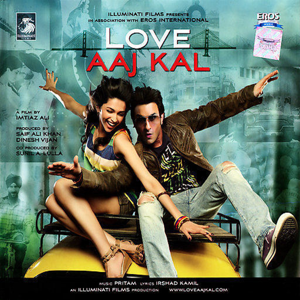 ILLUMINATI FILMS PRESENTS
IN ASSOCIATION WITH EROS INTERNATIONAL
EROS
LOVE
AAJ KAL
A FILM BY
IMTIAZ ALI
PRODUCED BY
SAIF ALI KHAN
DINESH VIJAN
CO PRODUCED BY
SUNIL A. LULLA
MUSIC PRITAM LYRICS IRSHAD KAMIL
AN ILLUMINATI FILMS PRODUCTION WWW.LOVEAAJKAL.COM